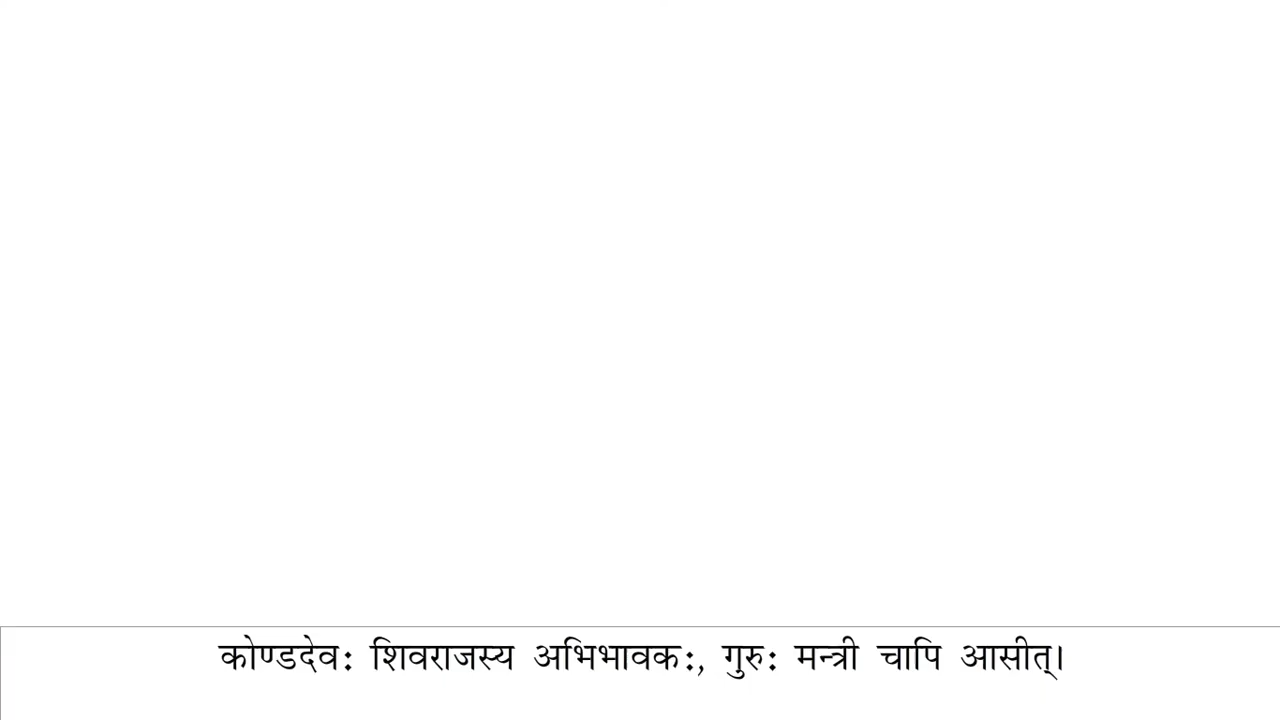 कोण्डदेवः शिवराजस्य अभिभावकः, गुरुः मन्त्री चापि आसीत्।